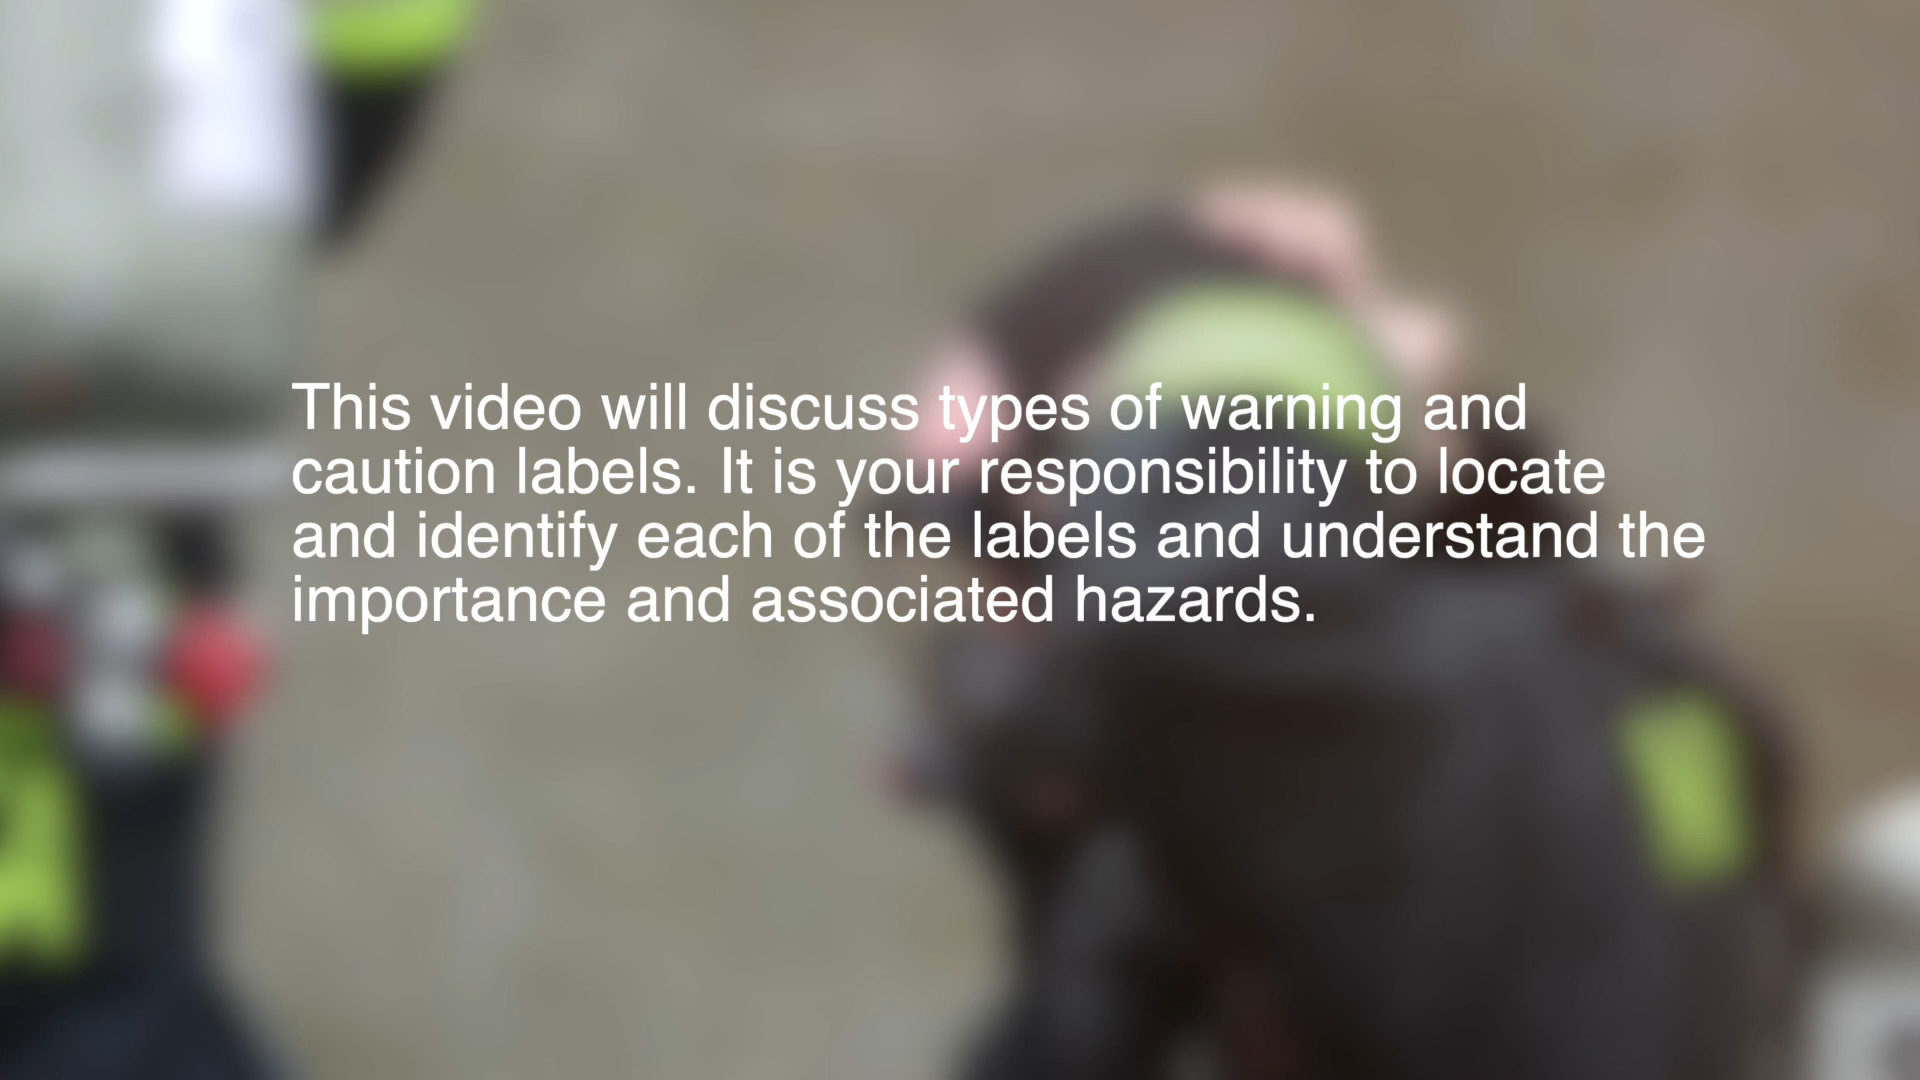 This video will discuss types of warning and
caution labels. It is your responsibility to locate
and identify each of the labels and understand the
importance and associated hazards.